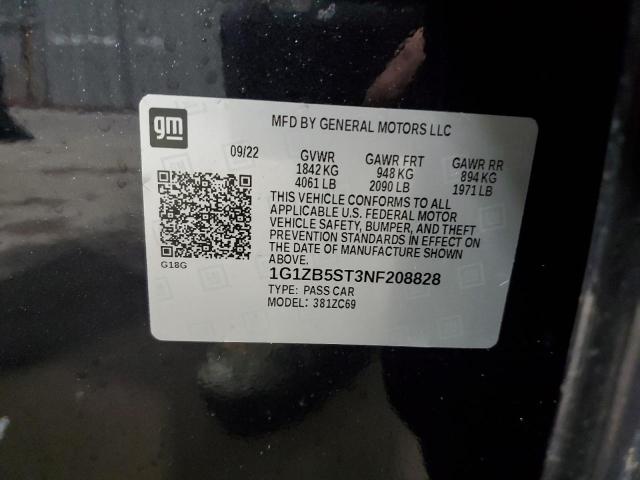 gm
MFD BY GENERAL MOTORS LLC
09/22 GVWR GAWR FRT GAWR RR
1842 KG 948 KG 894 KG
4061 LB 2090 LB 1971 LB
THIS VEHICLE CONFORMS TO ALL
APPLICABLE U.S. FEDERAL MOTOR
VEHICLE SAFETY, BUMPER, AND THEFT
PREVENTION STANDARDS IN EFFECT ON
THE DATE OF MANUFACTURE SHOWN
ABOVE.
G18G
1G1ZB5ST3NF208828
TYPE: PASS CAR
MODEL: 381ZC69